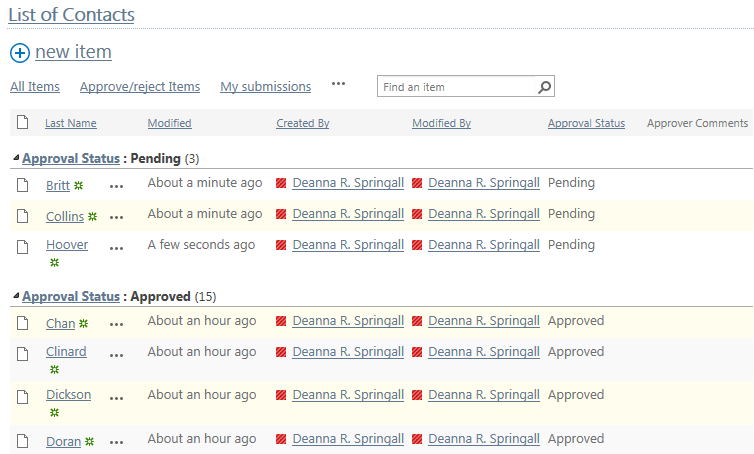 List of Contacts
new item
All Items Approve/reject Items My submissions ••• Find an item
Last Name Modified Created By Modified By Approval Status Approver Comments
Approval Status : Pending (3)
Britt ••• About a minute ago Deanna R. Springall Deanna R. Springall Pending
Collins ••• About a minute ago Deanna R. Springall Deanna R. Springall Pending
Hoover ••• A few seconds ago Deanna R. Springall Deanna R. Springall Pending
Approval Status : Approved (15)
Chan ••• About an hour ago Deanna R. Springall Deanna R. Springall Approved
Clinard ••• About an hour ago Deanna R. Springall Deanna R. Springall Approved
Dickson ••• About an hour ago Deanna R. Springall Deanna R. Springall Approved
Doran ••• About an hour ago Deanna R. Springall Deanna R. Springall Approved